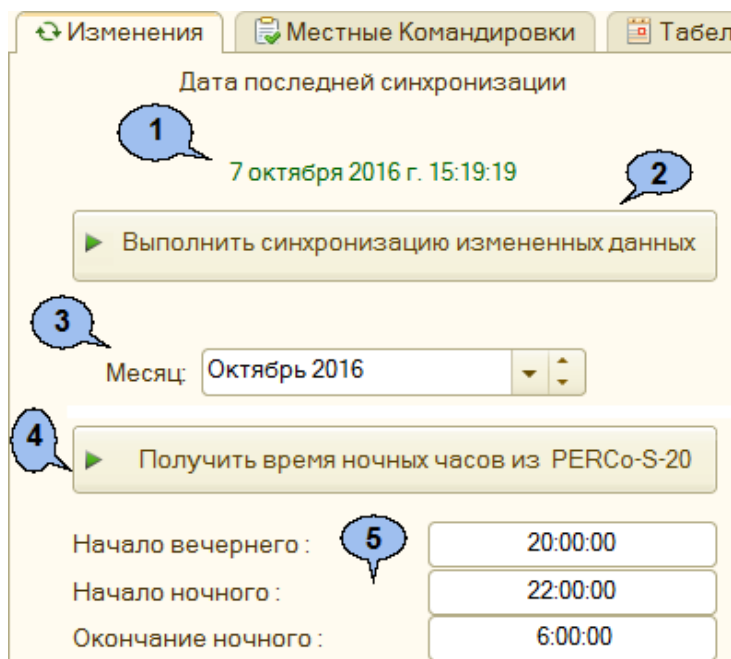 Изменения Местные Командировки Табел
Дата последней синхронизации
1
7 октября 2016 г. 15:19:19
2
Выполнить синхронизацию измененных данных
3
Месяц: Октябрь 2016
4
Получить время ночных часов из PERCo-S-20
Начало вечернего : 5 20:00:00
Начало ночного : 22:00:00
Окончание ночного : 6:00:00